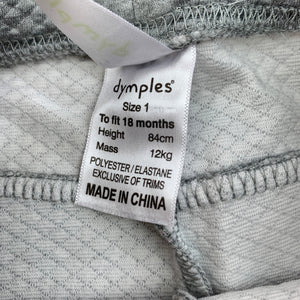 dymples®
Size 1
To fit 18 months
Height 84cm
Mass 12kg
POLYESTER/ELASTANE
EXCLUSIVE OF TRIMS
MADE IN CHINA